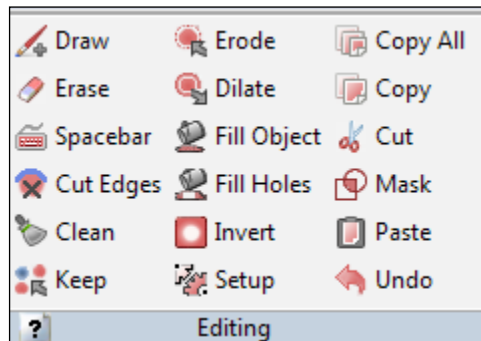 Draw Erode Copy All
Erase Dilate Copy
Spacebar Fill Object Cut
Cut Edges Fill Holes Mask
Clean Invert Paste
Keep Setup Undo
? Editing